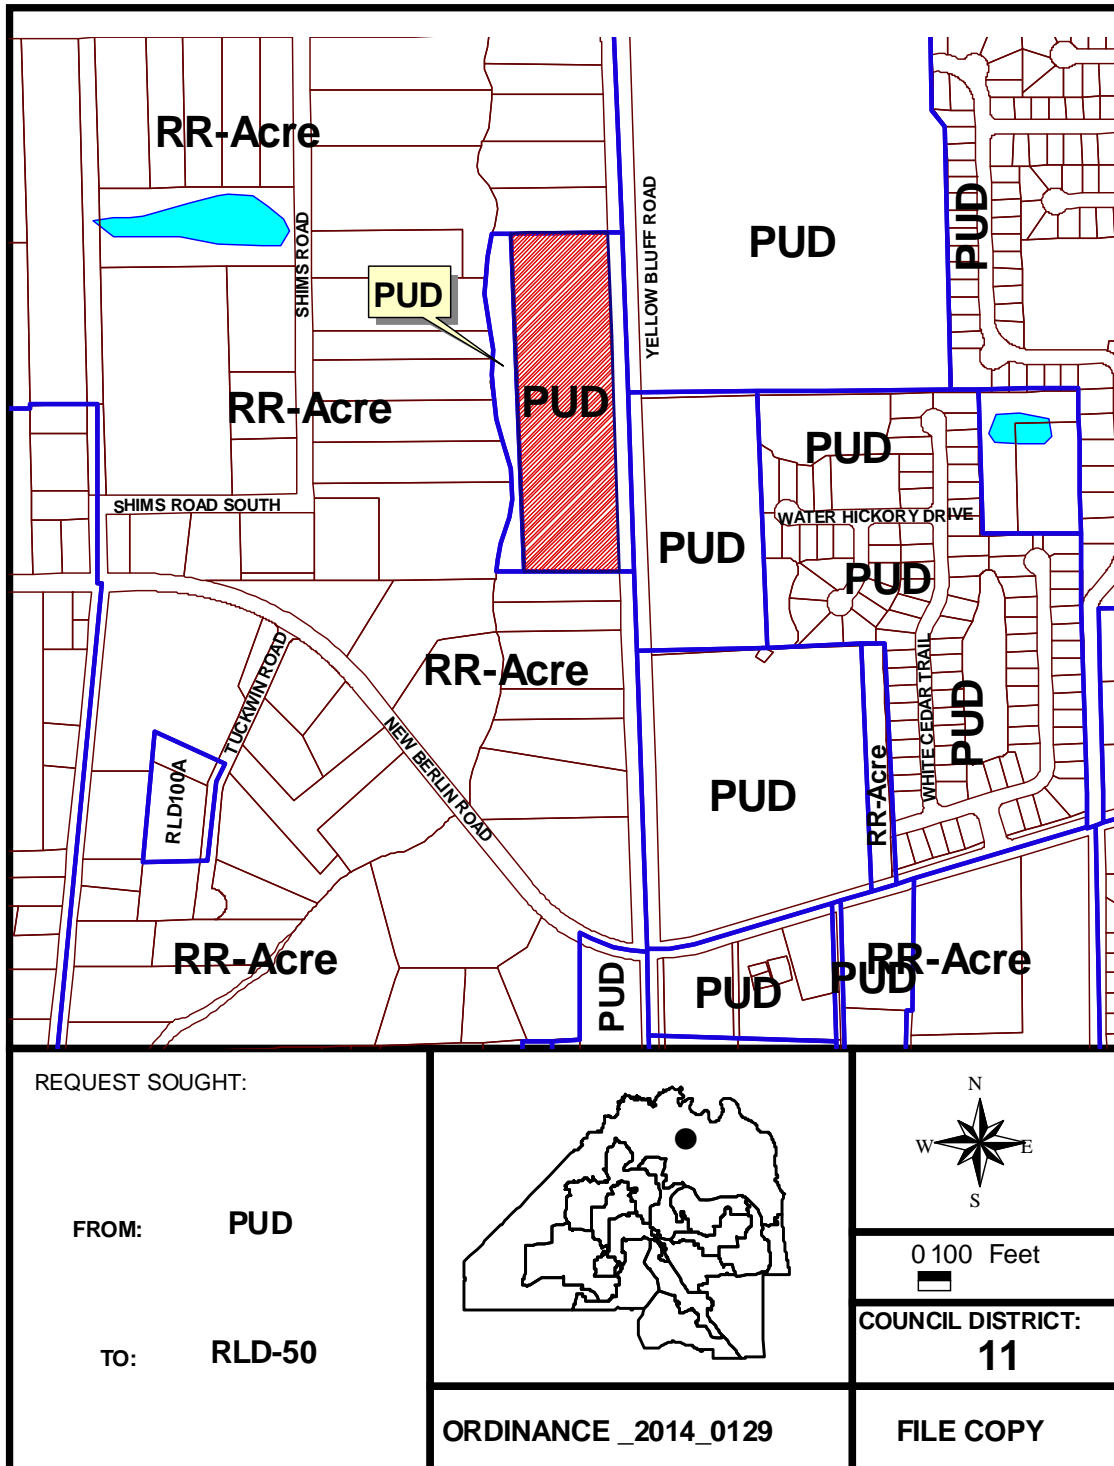 RR-Acre
SHIMS ROAD
YELLOW BLUFF ROAD
PUD
PUD
PUD
RR-Acre
PUD
PUD
SHIMS ROAD SOUTH
WATER HICKORY DRIVE
PUD
PUD
TUCKWIN ROAD
RR-Acre
WHITE CEDAR TRAIL
PUD
NEW BERLIN ROAD
RLD100A
PUD
RR-Acre
RR-Acre
PUD
PUD
PUD
RR-Acre
REQUEST SOUGHT:
FROM: PUD
TO: RLD-50
N
W E
S
0 100 Feet
COUNCIL DISTRICT:
11
ORDINANCE _2014_0129
FILE COPY